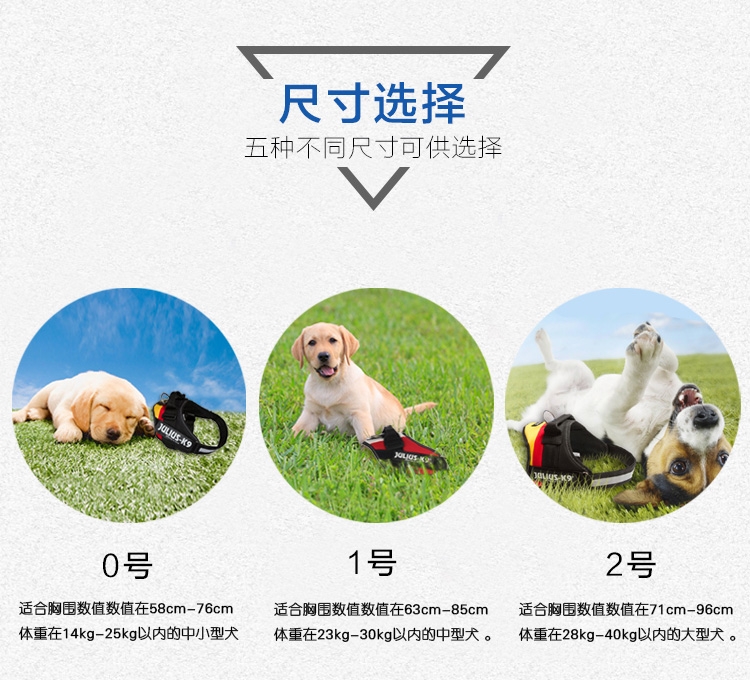 尺寸选择
五种不同尺寸可供选择
JULIUS-K9
JULIUS-K9
JULIUS-K9
0号
1号
2号
适合胸围数值数值在58cm-76cm
体重在14kg-25kg以内的中小型犬
适合胸围数值数值在63cm-85cm
体重在23kg-30kg以内的中型犬 。
适合胸围数值数值在71cm-96cm
体重在28kg-40kg以内的大型犬 。